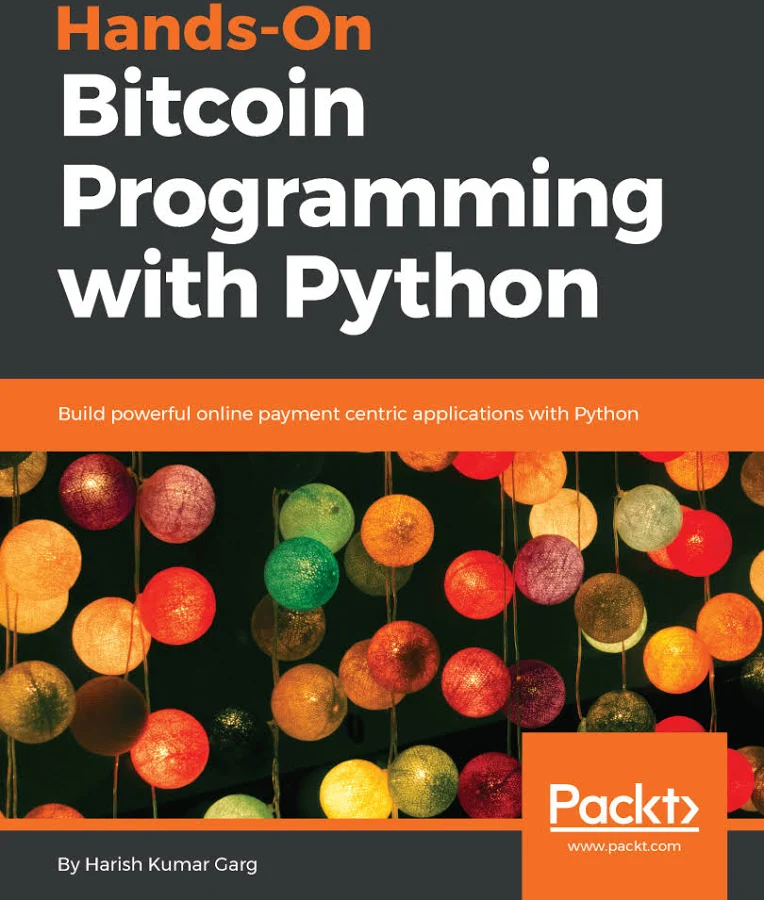 Hands-On
Bitcoin
Programming
with Python
Build powerful online payment centric applications with Python
Packt>
www.packt.com
By Harish Kumar Garg